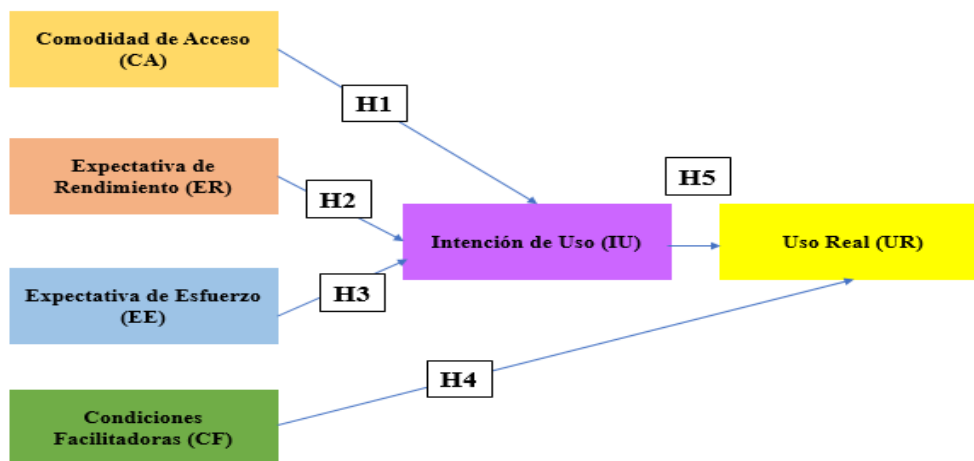 Comodidad de Acceso
(CA)
H1
Expectativa de
Rendimiento (ER)
H2
H5
Intención de Uso (IU)
Uso Real (UR)
Expectativa de Esfuerzo
(EE)
H3
H4
Condiciones
Facilitadoras (CF)